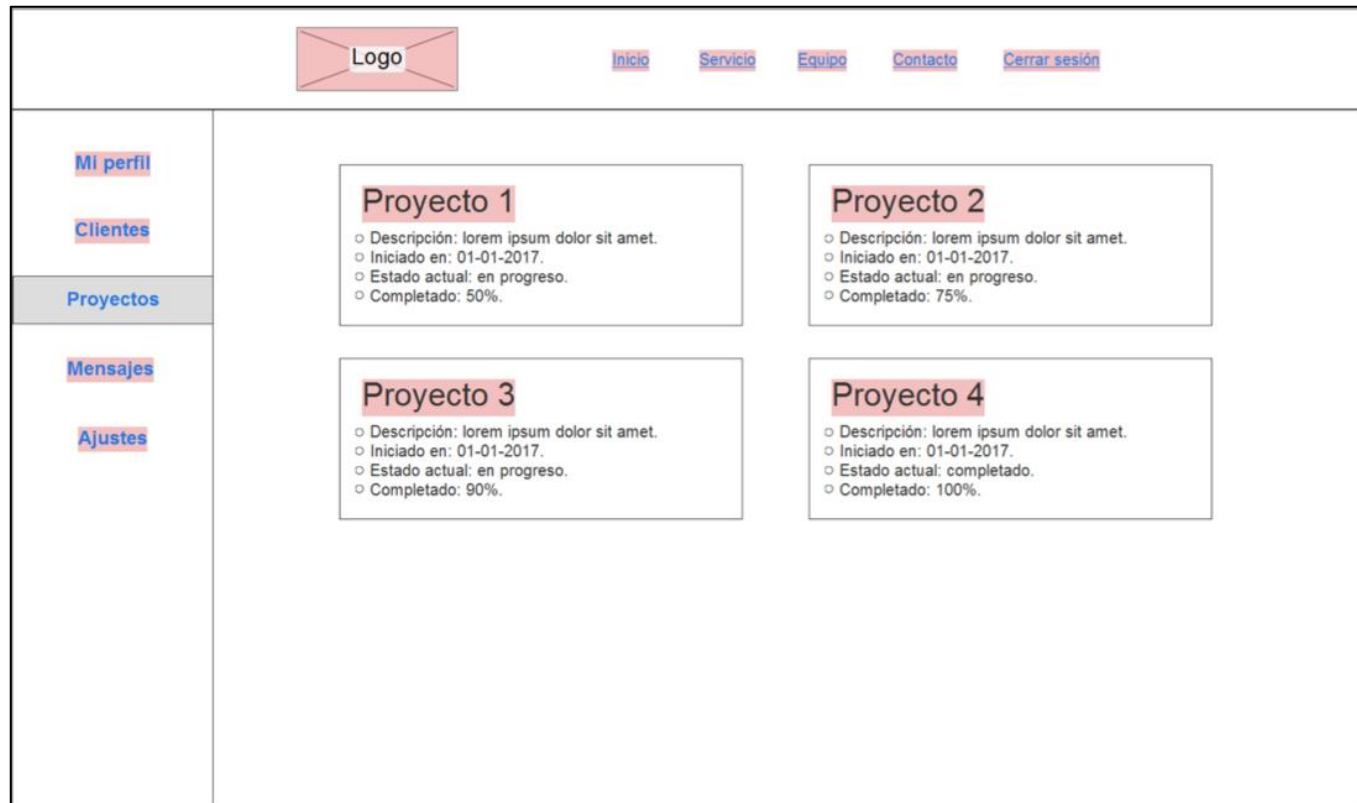 Logo
Inicio Servicio Equipo Contacto Cerrar sesión
Mi perfil
Clientes
Proyectos
Mensajes
Ajustes
Proyecto 1
Descripción: lorem ipsum dolor sit amet.
Iniciado en: 01-01-2017.
Estado actual: en progreso.
Completado: 50%.
Proyecto 2
Descripción: lorem ipsum dolor sit amet.
Iniciado en: 01-01-2017.
Estado actual: en progreso.
Completado: 75%.
Proyecto 3
Descripción: lorem ipsum dolor sit amet.
Iniciado en: 01-01-2017.
Estado actual: en progreso.
Completado: 90%.
Proyecto 4
Descripción: lorem ipsum dolor sit amet.
Iniciado en: 01-01-2017.
Estado actual: completado.
Completado: 100%.